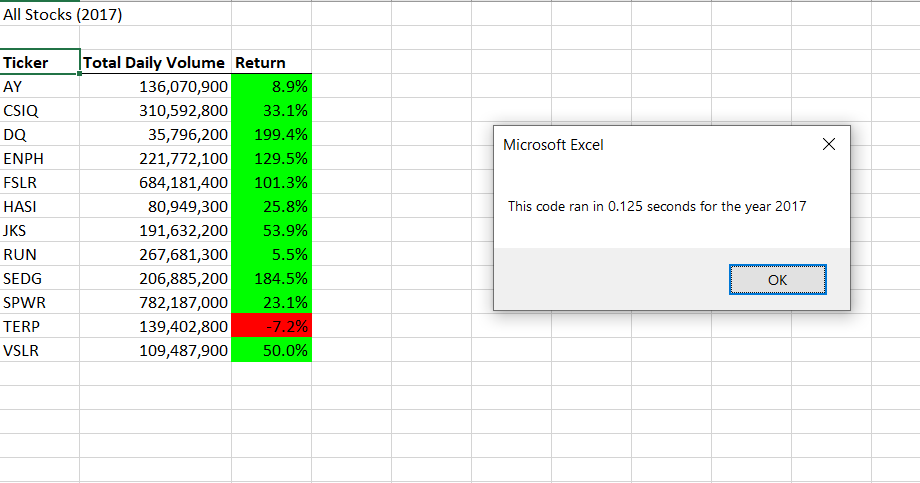 All Stocks (2017)
Ticker Total Daily Volume Return
AY 136,070,900 8.9%
CSIQ 310,592,800 33.1%
DQ 35,796,200 199.4%
ENPH 221,772,100 129.5%
FSLR 684,181,400 101.3%
HASI 80,949,300 25.8%
JKS 191,632,200 53.9%
RUN 267,681,300 5.5%
SEDG 206,885,200 184.5%
SPWR 782,187,000 23.1%
TERP 139,402,800 -7.2%
VSLR 109,487,900 50.0%
Microsoft Excel
This code ran in 0.125 seconds for the year 2017
OK